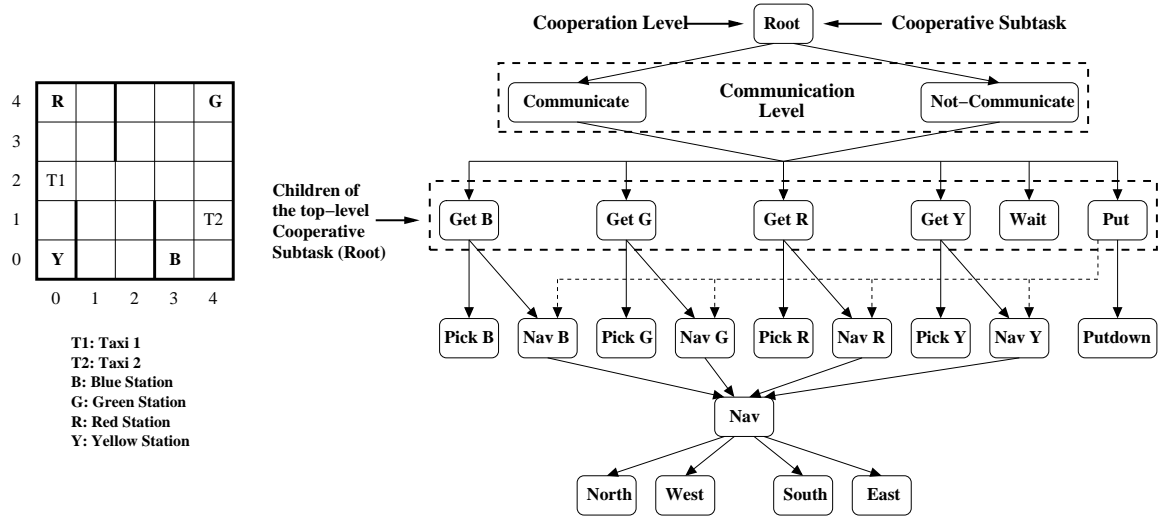 Cooperation Level
Root
Cooperative Subtask
Communicate
Communication
Level
Not-Communicate
4 R G
3
2 T1
1 T2
0 Y B
0 1 2 3 4
T1: Taxi 1
T2: Taxi 2
B: Blue Station
G: Green Station
R: Red Station
Y: Yellow Station
Children of
the top-level
Cooperative
Subtask (Root)
Get B Get G Get R Get Y Wait Put
Pick B Nav B Pick G Nav G Pick R Nav R Pick Y Nav Y Putdown
Nav
North West South East